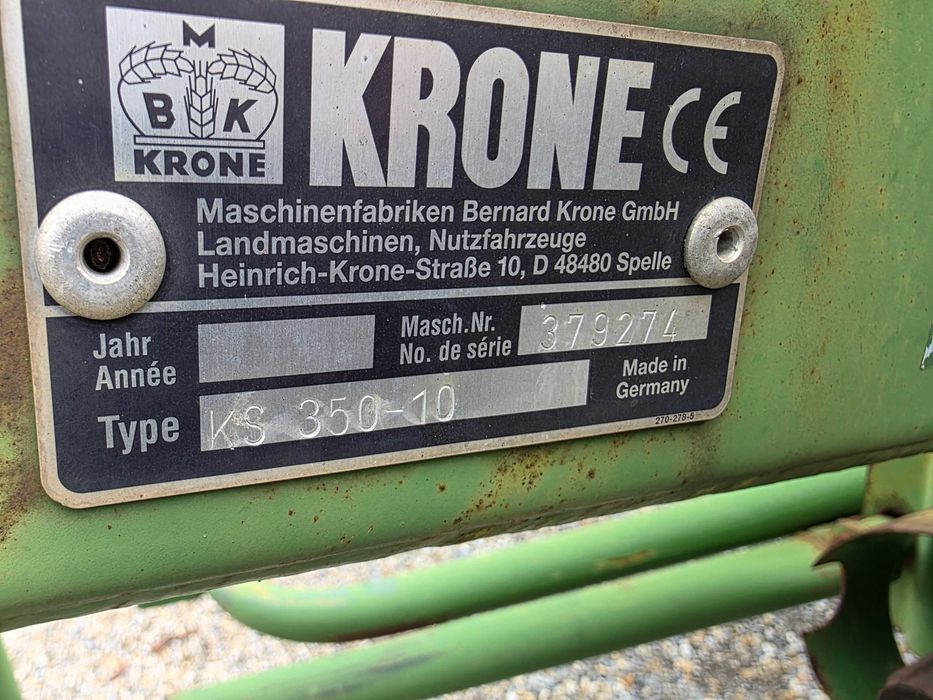 M
B K
KRONE
KRONE CE
Maschinenfabriken Bernard Krone GmbH
Landmaschinen, Nutzfahrzeuge
Heinrich-Krone-Straße 10, D 48480 Spelle
Jahr
Année
Masch.Nr.
No. de série
379274
Type
KS 350-10
Made in
Germany
270-278-5